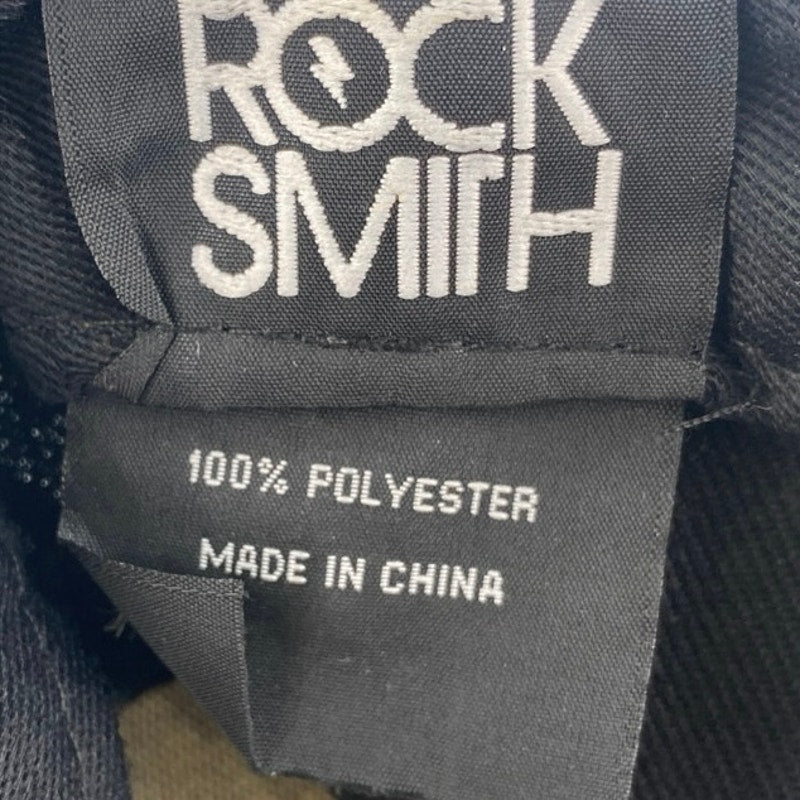 ROCK
SMITH
100% POLYESTER
MADE IN CHINA